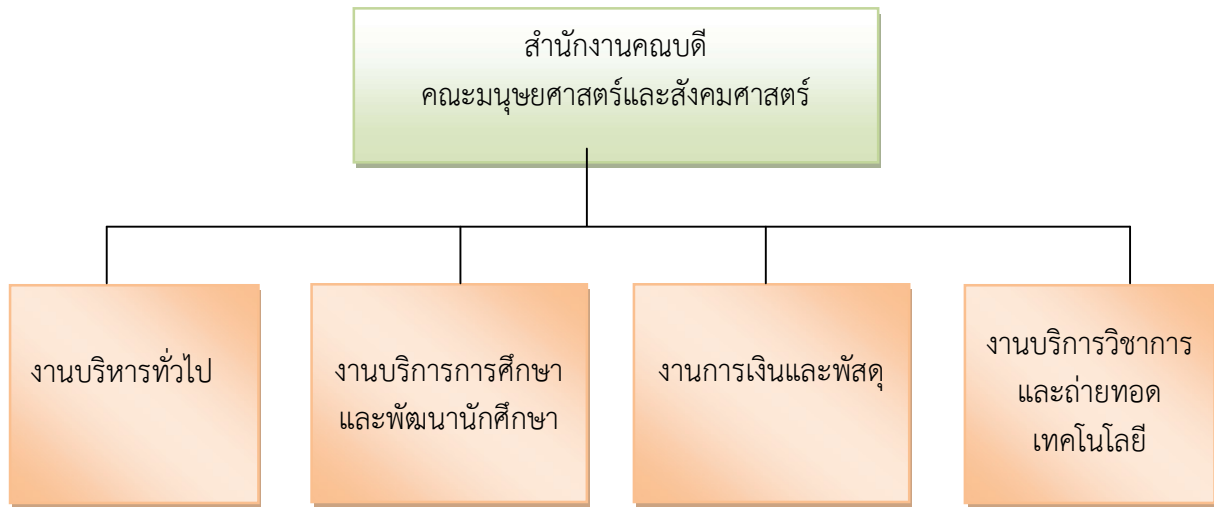 สำนักงานคณบดี
คณะมนุษยศาสตร์และสังคมศาสตร์
งานบริหารทั่วไป
งานบริการการศึกษา
และพัฒนานักศึกษา
งานการเงินและพัสดุ
งานบริการวิชาการ
และถ่ายทอด
เทคโนโลยี